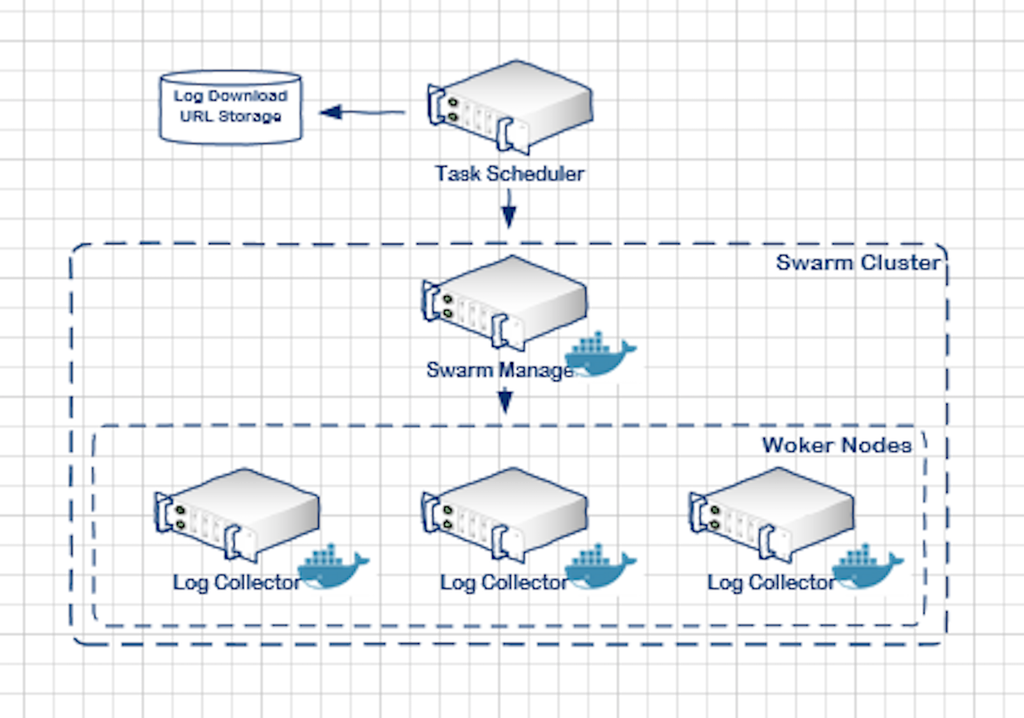 Log Download
URL Storage
Task Scheduler
Swarm Cluster
Swarm Manage
Woker Nodes
Log Collector
Log Collector
Log Collector